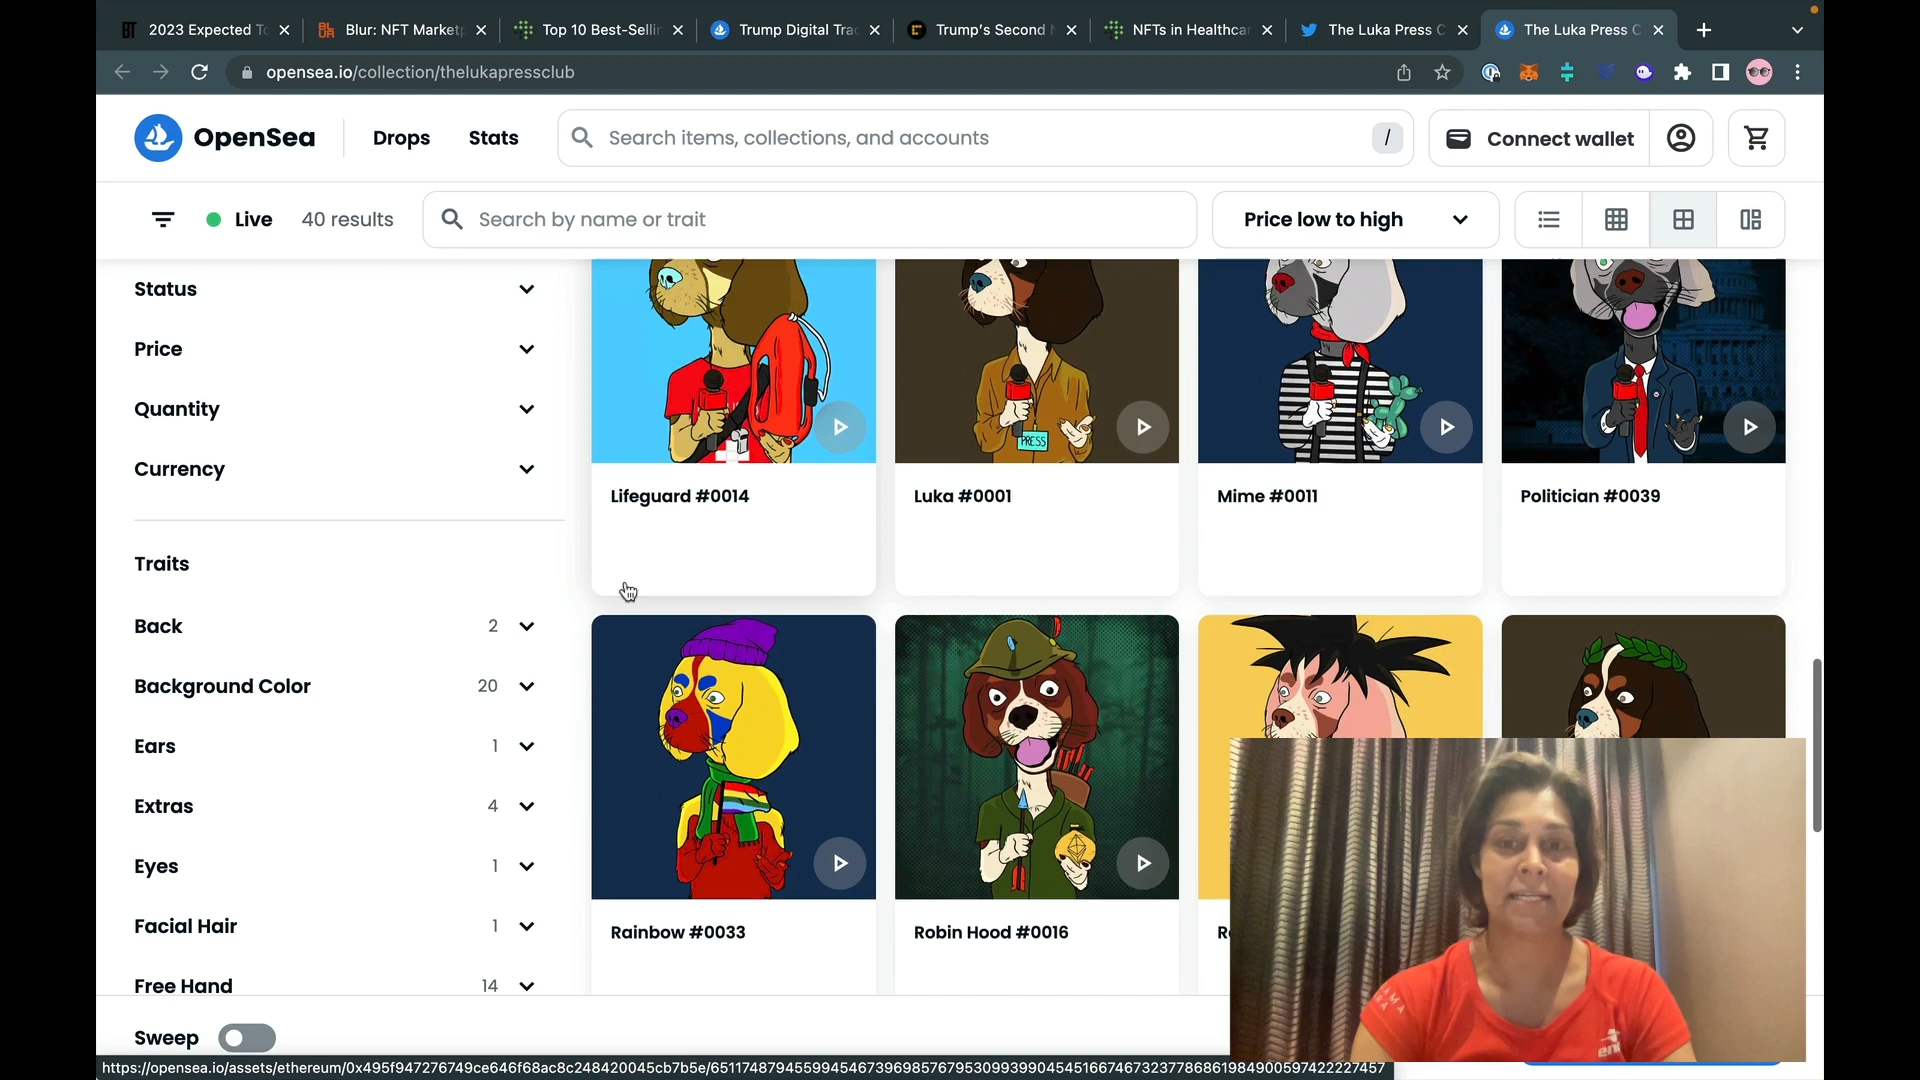 2023 Expected To
Blur: NFT Marketp
Top 10 Best-Sellin
Trump Digital Trad
Trump's Second N
NFTs in Healthcar
The Luka Press C
The Luka Press C
opensea.io/collection/thelukapressclub
OpenSea
Drops
Stats
Search items, collections, and accounts
/
Connect wallet
Live
40 results
Search by name or trait
Price low to high
Status
Price
Quantity
Currency
Traits
Back 2
Background Color 20
Ears 1
Extras 4
Eyes 1
Facial Hair 1
Free Hand 14
Sweep
PRESS
Lifeguard #0014
Luka #0001
Mime #0011
Politician #0039
Rainbow #0033
Robin Hood #0016
https://opensea.io/assets/ethereum/0x495f947276749ce646f68ac8c248420045cb7b5e/65117487945599454673969857679530993990454516674673237786861984900597422227457